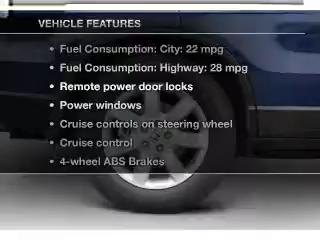 VEHICLE FEATURES
• Fuel Consumption: City: 22 mpg
• Fuel Consumption: Highway: 28 mpg
• Remote power door locks
• Power windows
• Cruise controls on steering wheel
• Cruise control
• 4-wheel ABS Brakes